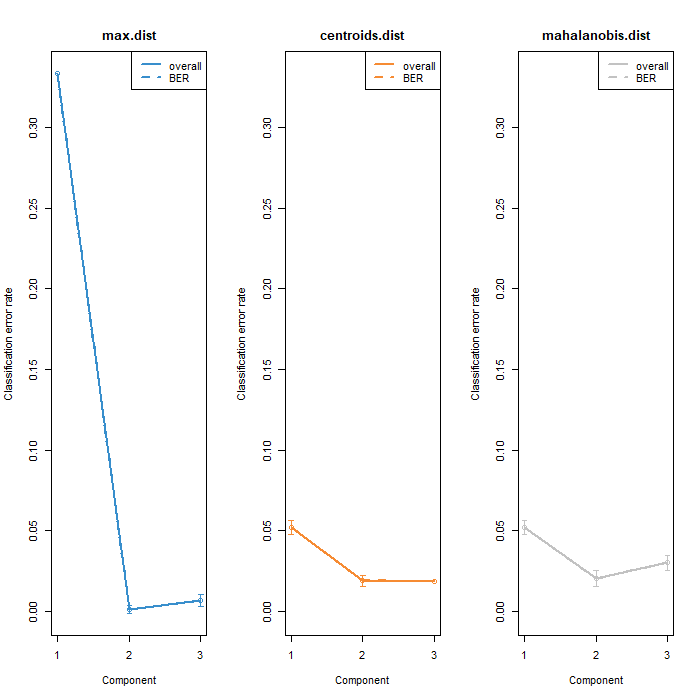 max.dist
centroids.dist
mahalanobis.dist
overall
BER
overall
BER
overall
BER
Classification error rate
0.30
0.25
0.20
0.15
0.10
0.05
0.00
1
2
3
Component
Classification error rate
0.30
0.25
0.20
0.15
0.10
0.05
0.00
1
2
3
Component
Classification error rate
0.30
0.25
0.20
0.15
0.10
0.05
0.00
1
2
3
Component